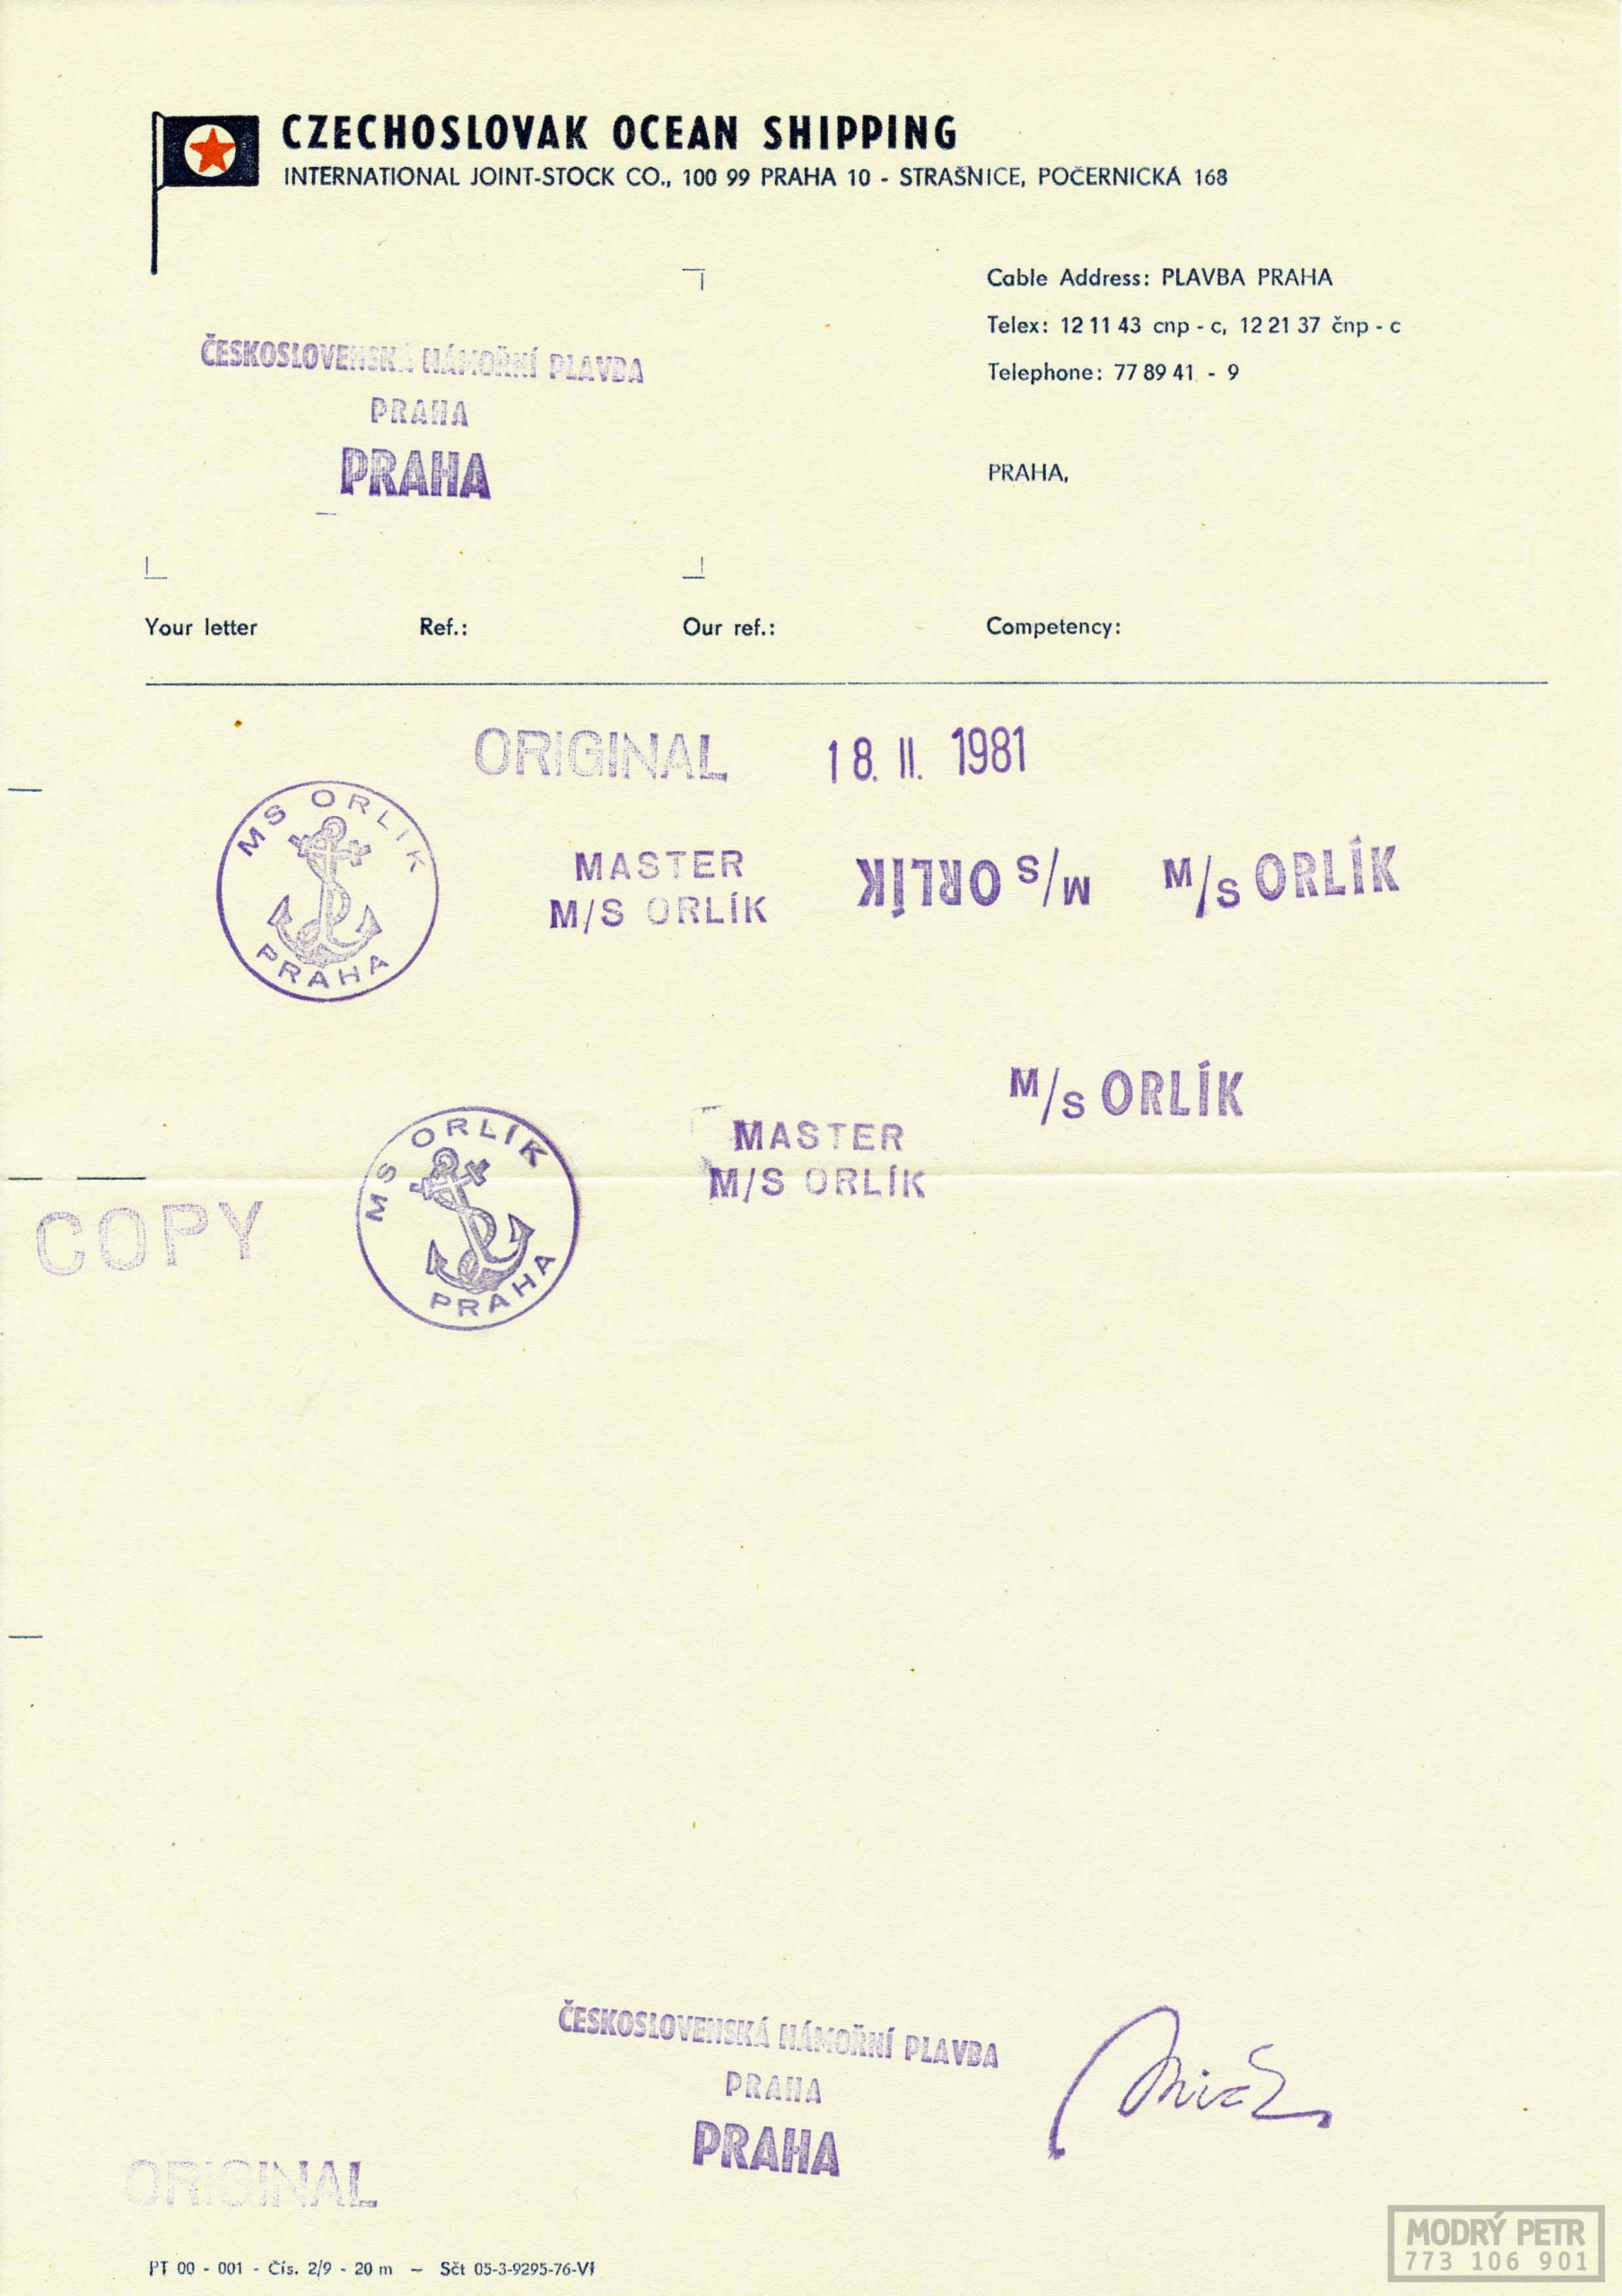 CZECHOSLOVAK OCEAN SHIPPING
INTERNATIONAL JOINT-STOCK CO., 100 99 PRAHA 10 - STRAŠNICE, POČERNICKÁ 168
Cable Address: PLAVBA PRAHA
Telex: 12 11 43 cnp - c, 12 21 37 čnp - c
Telephone: 77 89 41 - 9
ČESKOSLOVENSKÁ NÁMOŘNÍ PLAVBA
PRAHA
PRAHA
PRAHA,
Your letter Ref.: Our ref.: Competency:
ORIGINAL 18. II. 1981
MS ORLÍK
PRAHA
MASTER
M/S ORLÍK
M/S ORLÍK
M/S ORLÍK
M/S ORLÍK
MASTER
M/S ORLÍK
MS ORLÍK
PRAHA
COPY
ČESKOSLOVENSKÁ NÁMOŘNÍ PLAVBA
PRAHA
PRAHA
ORIGINAL
PT 00 - 001 - Čís. 2/9 - 20 m — Sčt 05-3-9295-76-VI
MODRÝ PETR
773 106 901